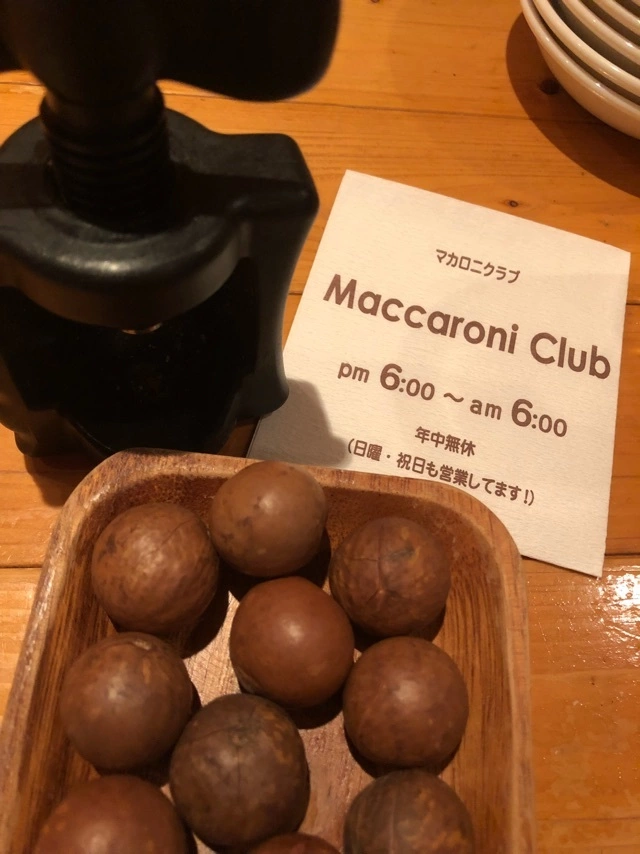 マカロニクラブ
Maccaroni Club
pm 6:00 〜 am 6:00
年中無休
(日曜・祝日も営業してます!)